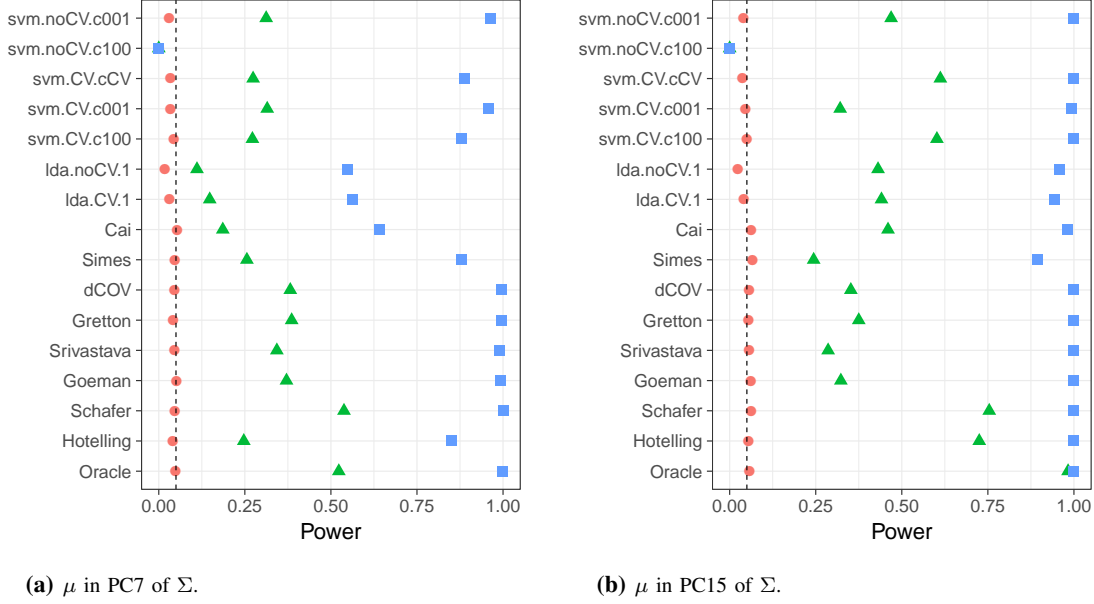 svm.noCV.c001
svm.noCV.c100
svm.CV.cCV
svm.CV.c001
svm.CV.c100
lda.noCV.1
lda.CV.1
Cai
Simes
dCOV
Gretton
Srivastava
Goeman
Schafer
Hotelling
Oracle
0.00 0.25 0.50 0.75 1.00
Power
(a) μ in PC7 of Σ.
svm.noCV.c001
svm.noCV.c100
svm.CV.cCV
svm.CV.c001
svm.CV.c100
lda.noCV.1
lda.CV.1
Cai
Simes
dCOV
Gretton
Srivastava
Goeman
Schafer
Hotelling
Oracle
0.00 0.25 0.50 0.75 1.00
Power
(b) μ in PC15 of Σ.